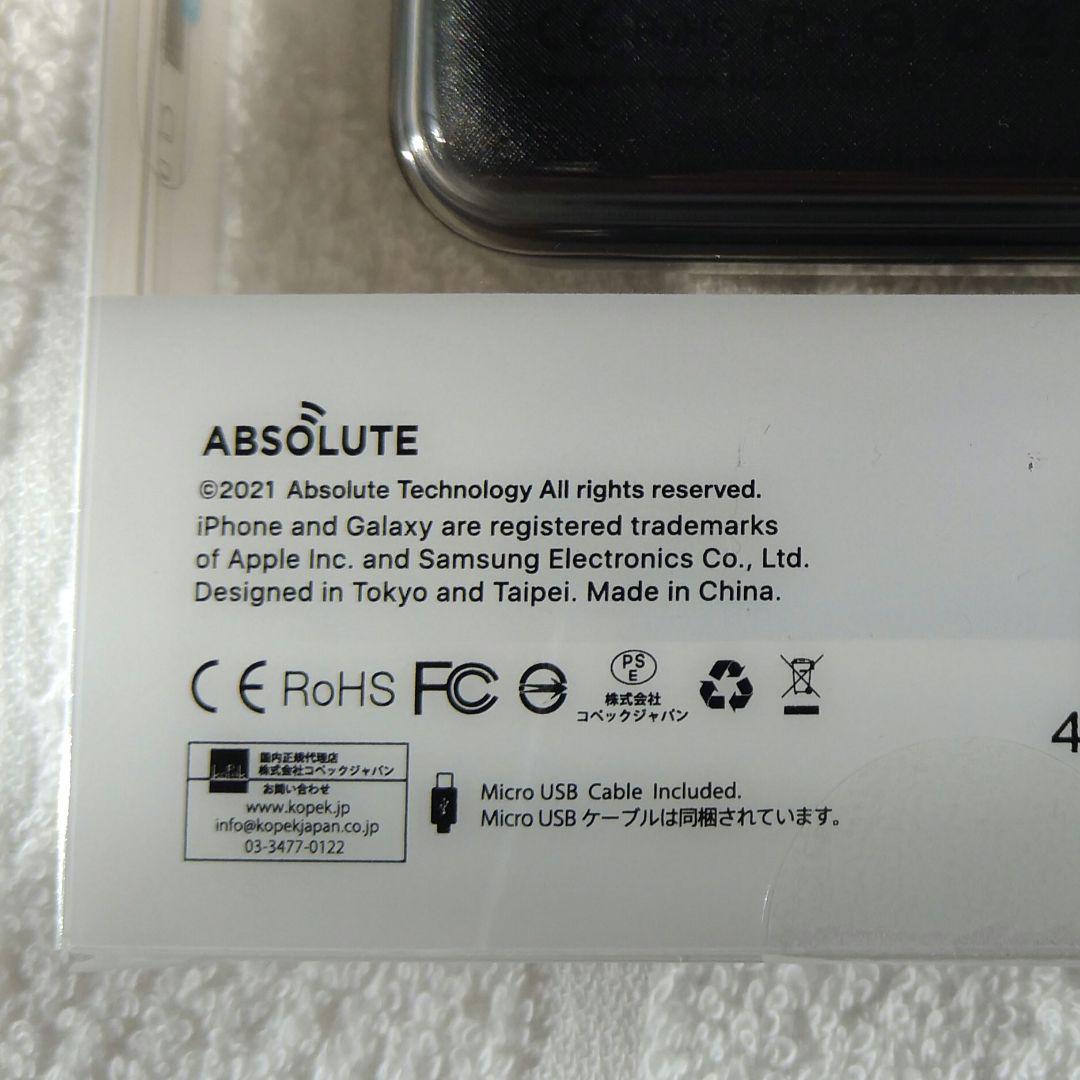 ABSOLUTE
©2021 Absolute Technology All rights reserved.
iPhone and Galaxy are registered trademarks
of Apple Inc. and Samsung Electronics Co., Ltd.
Designed in Tokyo and Taipei. Made in China.
CE RoHS FC PSE
株式会社
コペックジャパン
国内正規代理店
株式会社コペックジャパン
お問い合わせ
www.kopek.jp
info@kopekjapan.co.jp
03-3477-0122
Micro USB Cable Included.
Micro USB ケーブルは同梱されています。
4